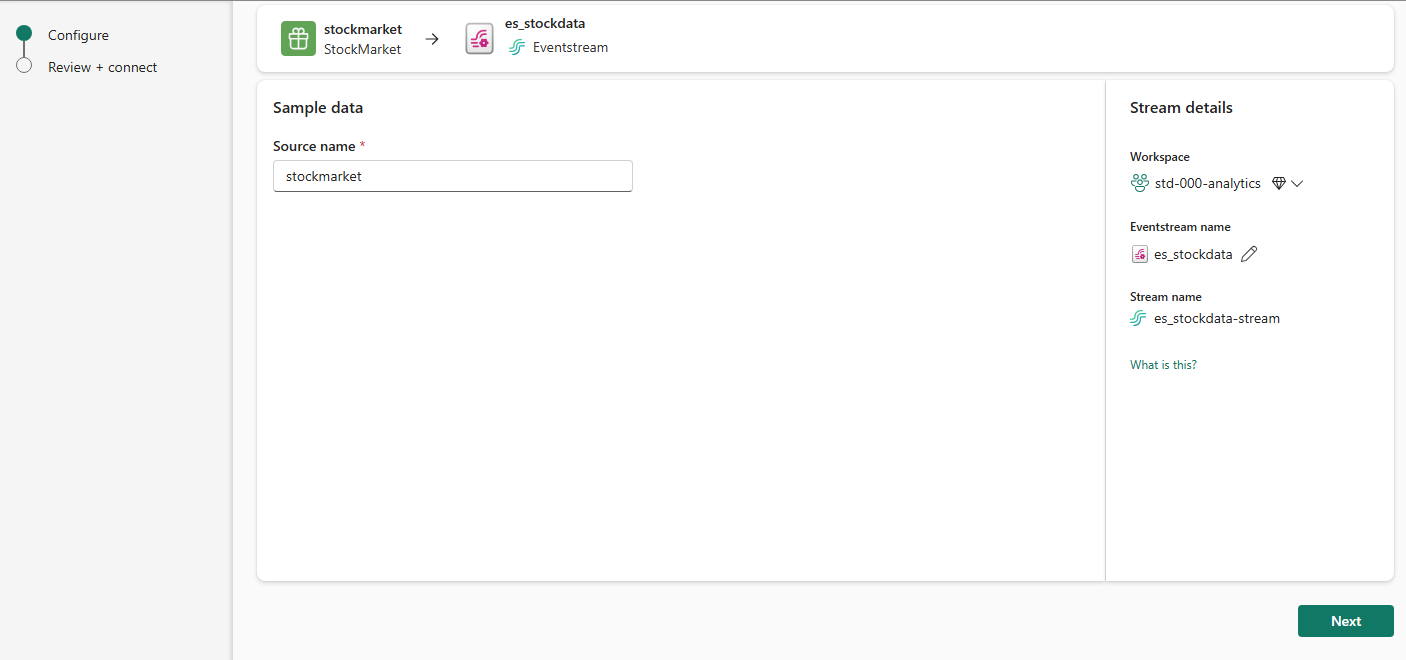 Configure
Review + connect
stockmarket
StockMarket
es_stockdata
Eventstream
Sample data
Source name *
stockmarket
Stream details
Workspace
std-000-analytics
Eventstream name
es_stockdata
Stream name
es_stockdata-stream
What is this?
Next